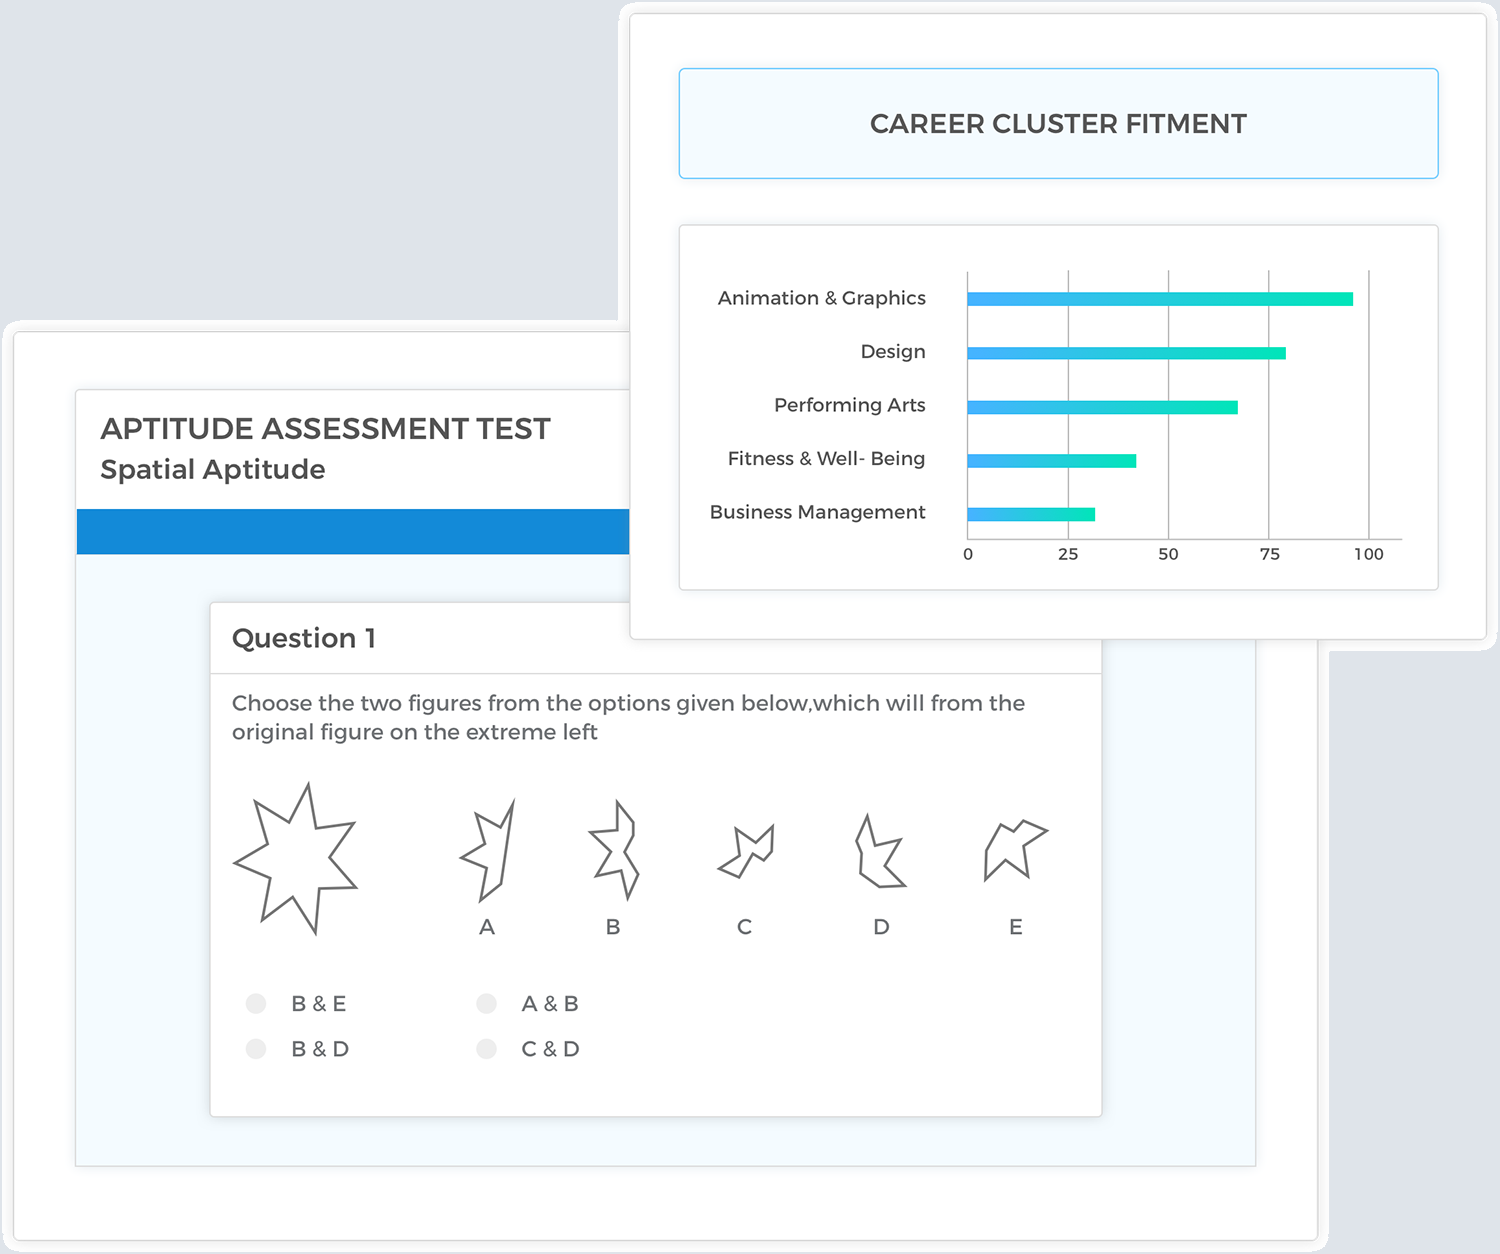 CAREER CLUSTER FITMENT
Animation & Graphics
Design
Performing Arts
Fitness & Well- Being
Business Management
0 25 50 75 100
APTITUDE ASSESSMENT TEST
Spatial Aptitude
Question 1
Choose the two figures from the options given below,which will from the
original figure on the extreme left
A B C D E
B & E A & B
B & D C & D